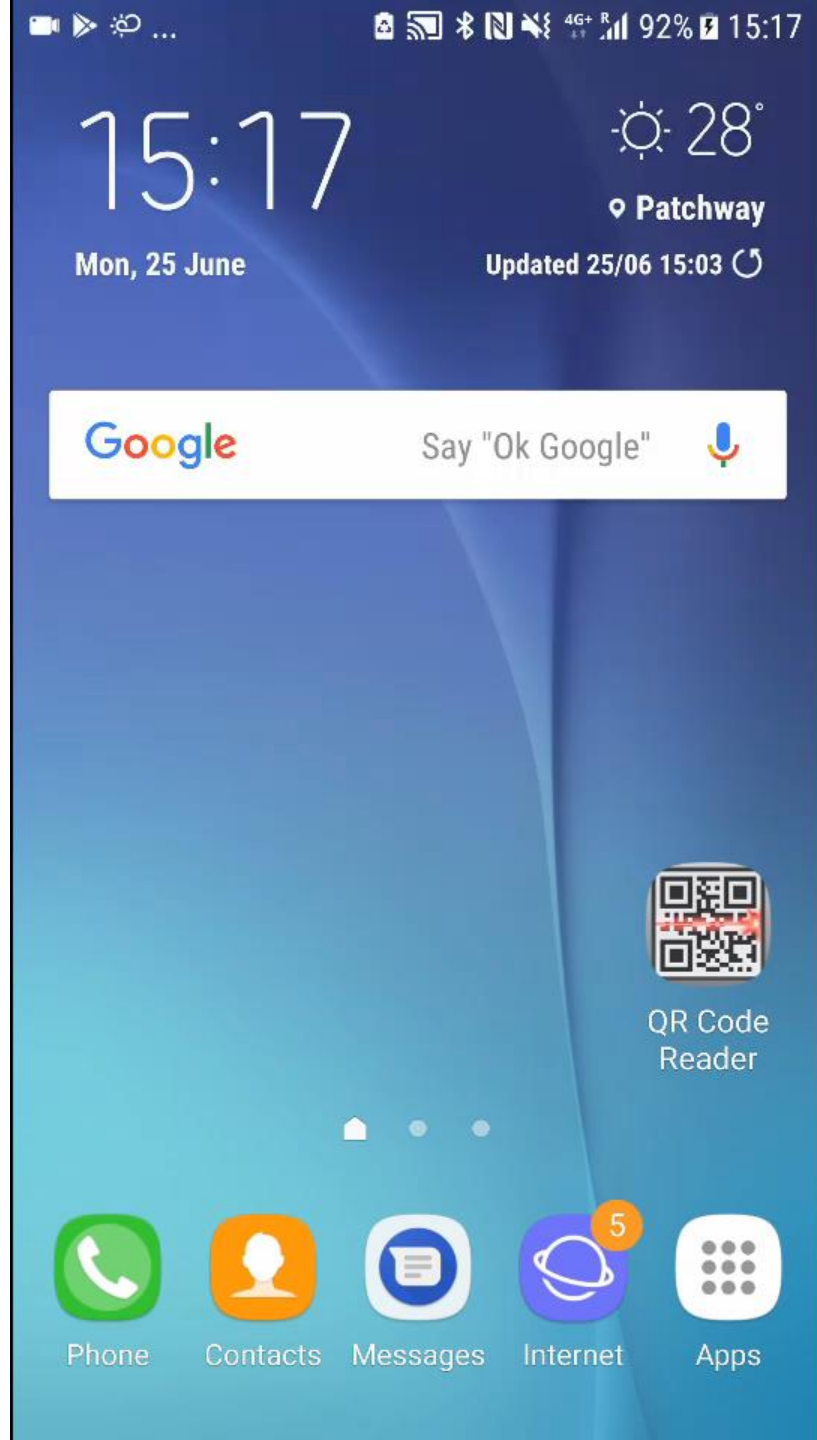 ... 4G+ R 92% 15:17
15:17
28°
Patchway
Mon, 25 June
Updated 25/06 15:03
Google Say "Ok Google"
QR Code
Reader
5
Phone Contacts Messages Internet Apps